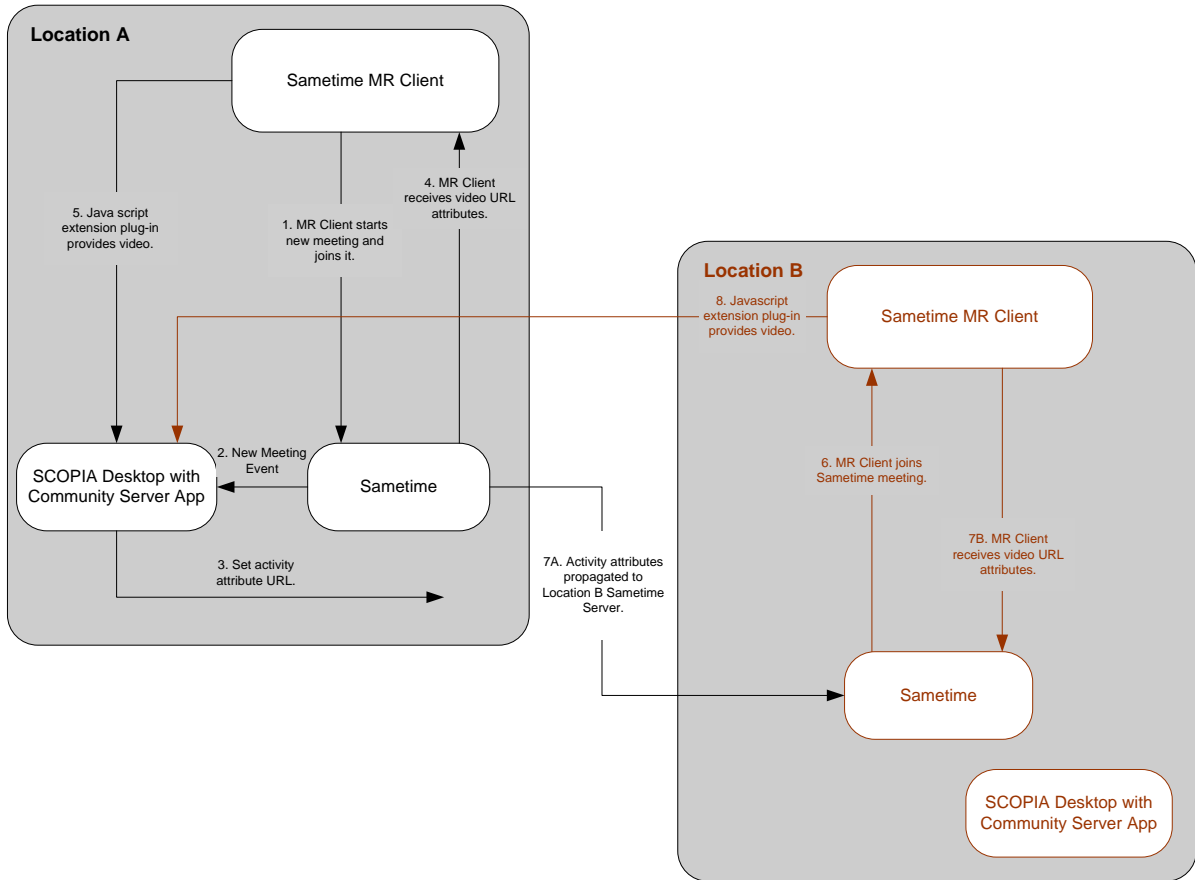 Location A
Sametime MR Client
4. MR Client
receives video URL
attributes.
5. Java script
extension plug-in
provides video.
1. MR Client starts
new meeting and
joins it.
Location B
8. Javascript
extension plug-in
provides video.
Sametime MR Client
2. New Meeting
Event
SCOPIA Desktop with
Community Server App
Sametime
6. MR Client joins
Sametime meeting.
7B. MR Client
receives video URL
attributes.
3. Set activity
attribute URL.
7A. Activity attributes
propagated to
Location B Sametime
Server.
Sametime
SCOPIA Desktop with
Community Server App